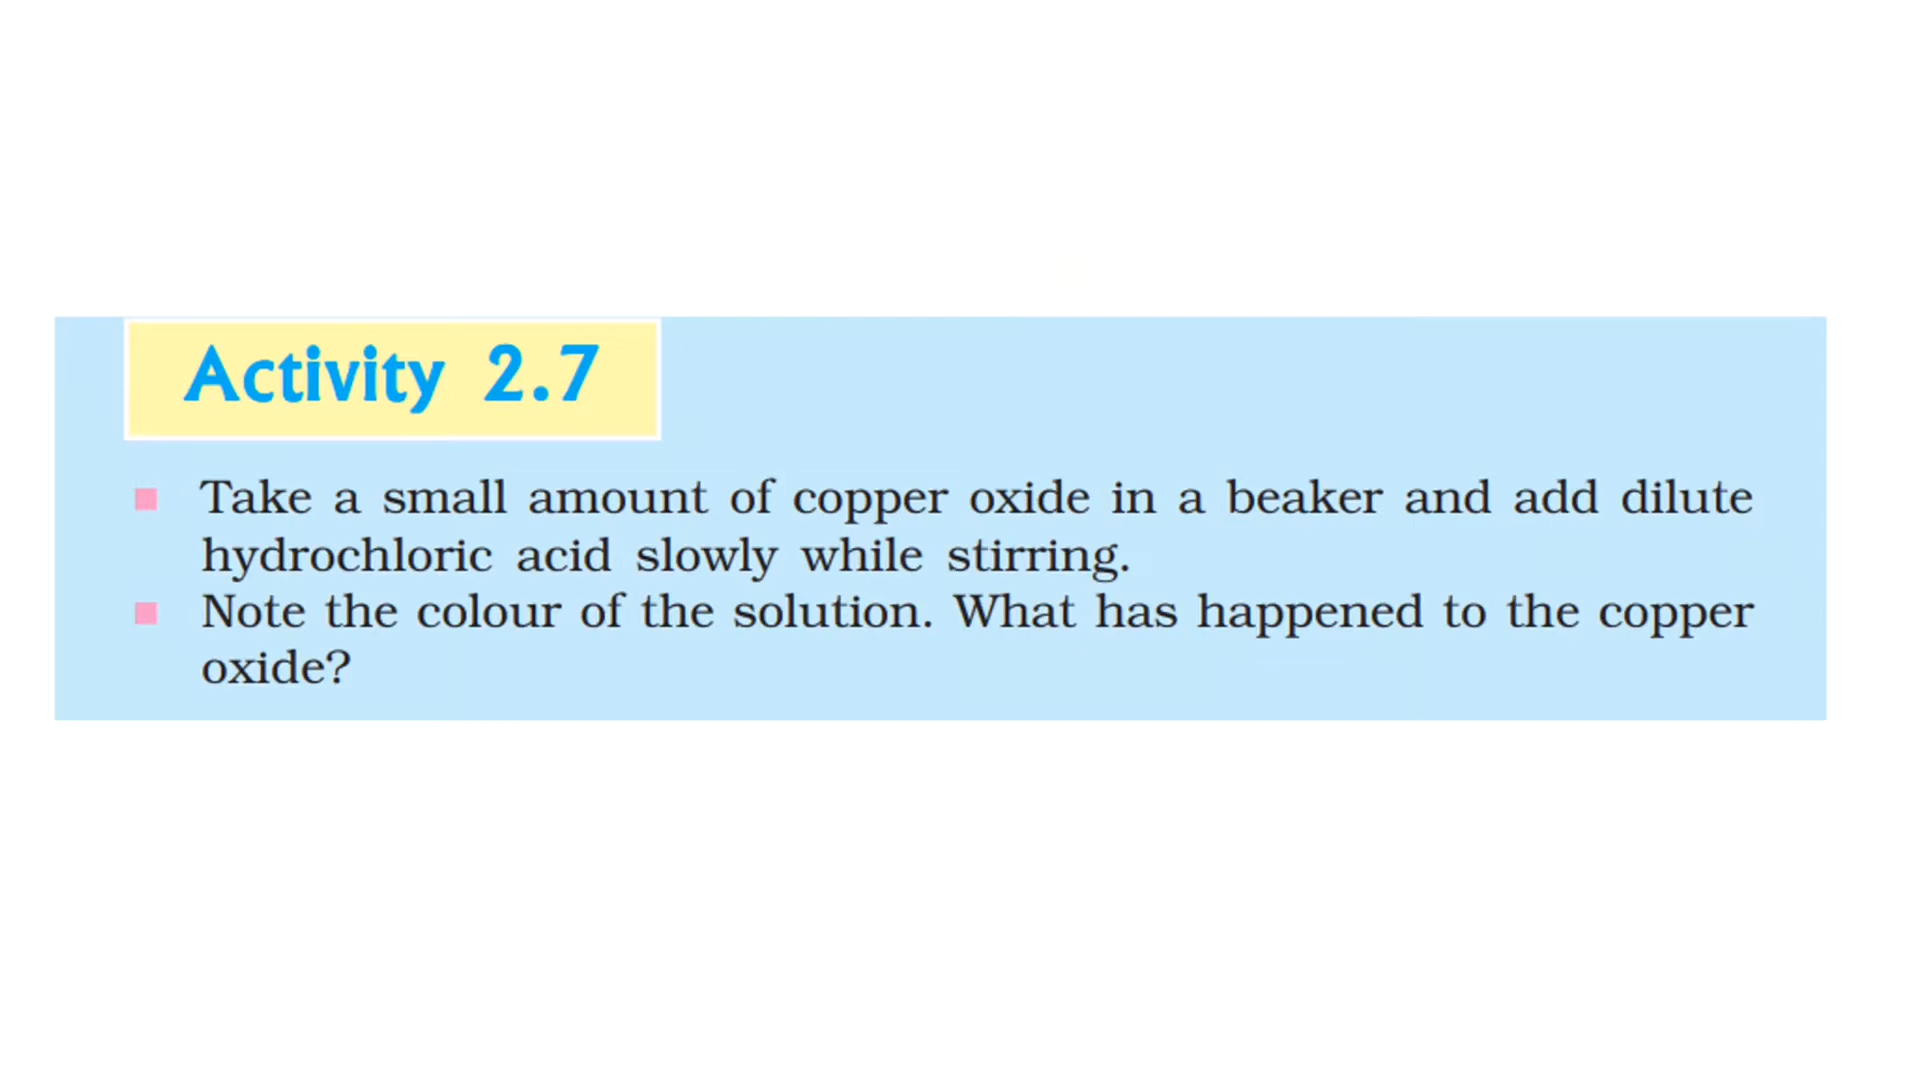 Activity 2.7
Take a small amount of copper oxide in a beaker and add dilute
hydrochloric acid slowly while stirring.
Note the colour of the solution. What has happened to the copper
oxide?